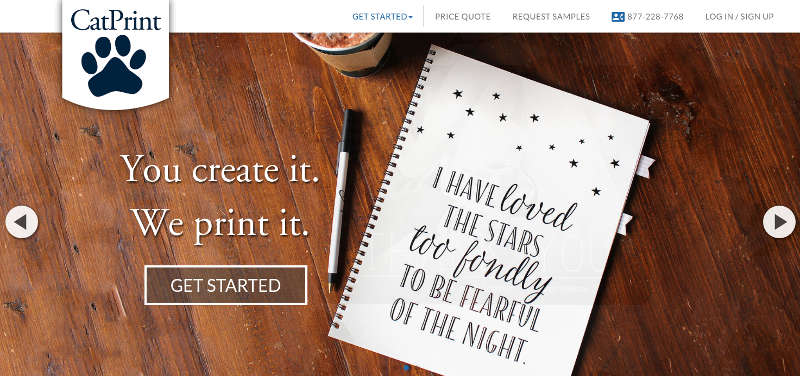 CatPrint
GET STARTED
PRICE QUOTE
REQUEST SAMPLES
877-228-7768
LOG IN / SIGN UP
You create it.
We print it.
GET STARTED
I HAVE loved
THE STARS
too fondly
TO BE FEARFUL
OF THE NIGHT.